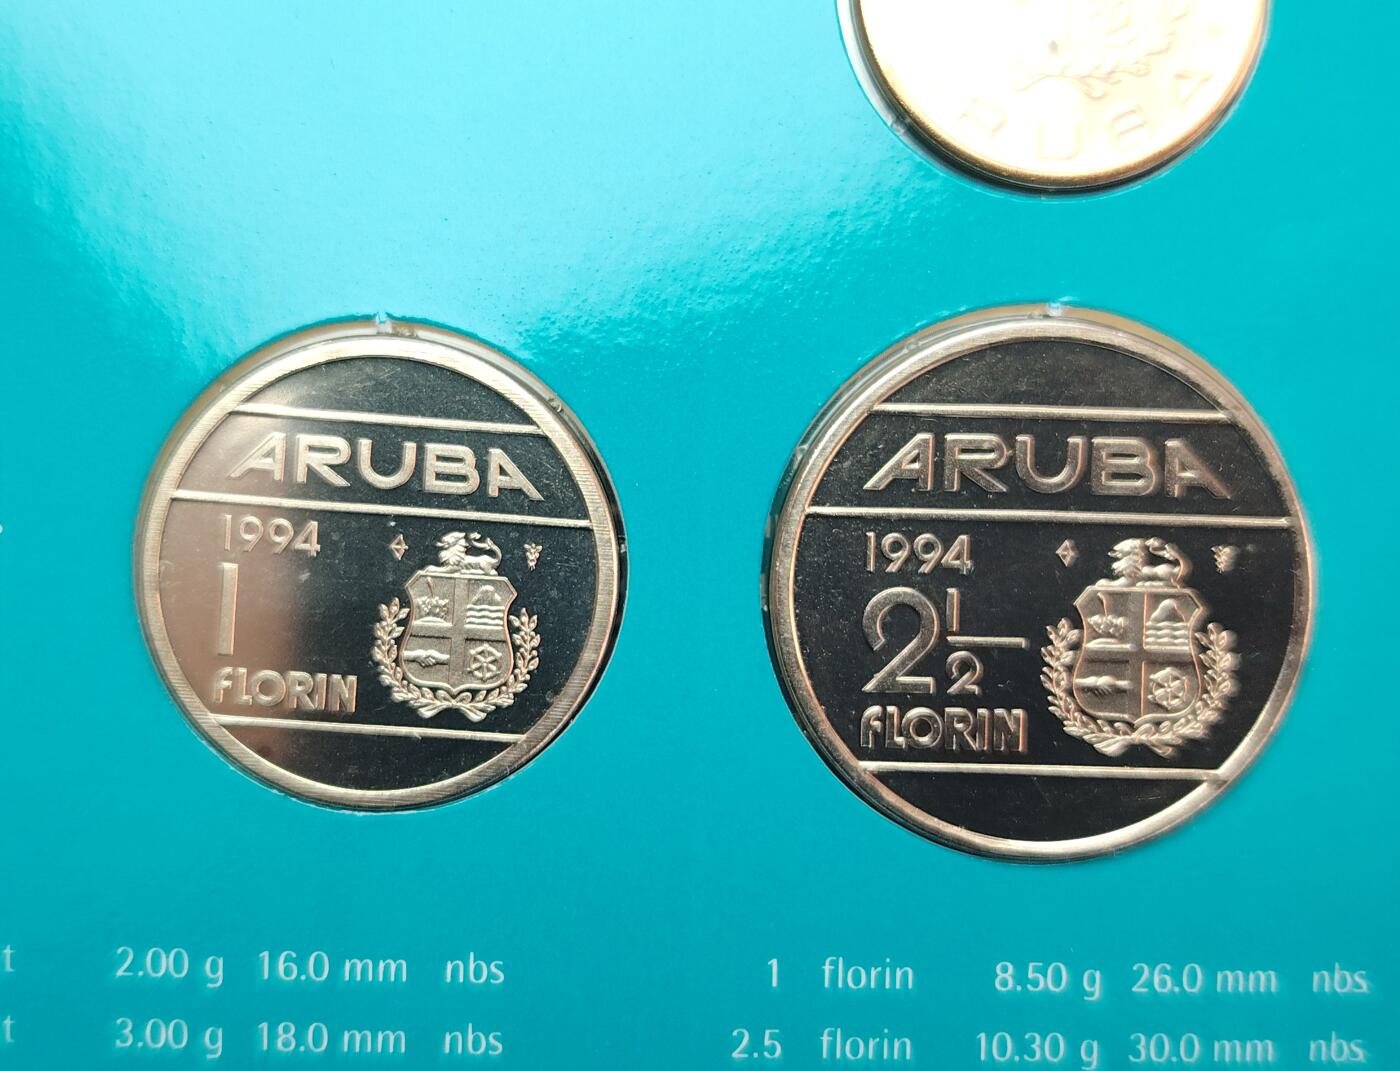 ARUBA
ARUBA
1994
1
FLORIN
ARUBA
1994
2 1/2
FLORIN
t 2.00 g 16.0 mm nbs
t 3.00 g 18.0 mm nbs
1 florin 8.50 g 26.0 mm nbs
2.5 florin 10.30 g 30.0 mm nbs